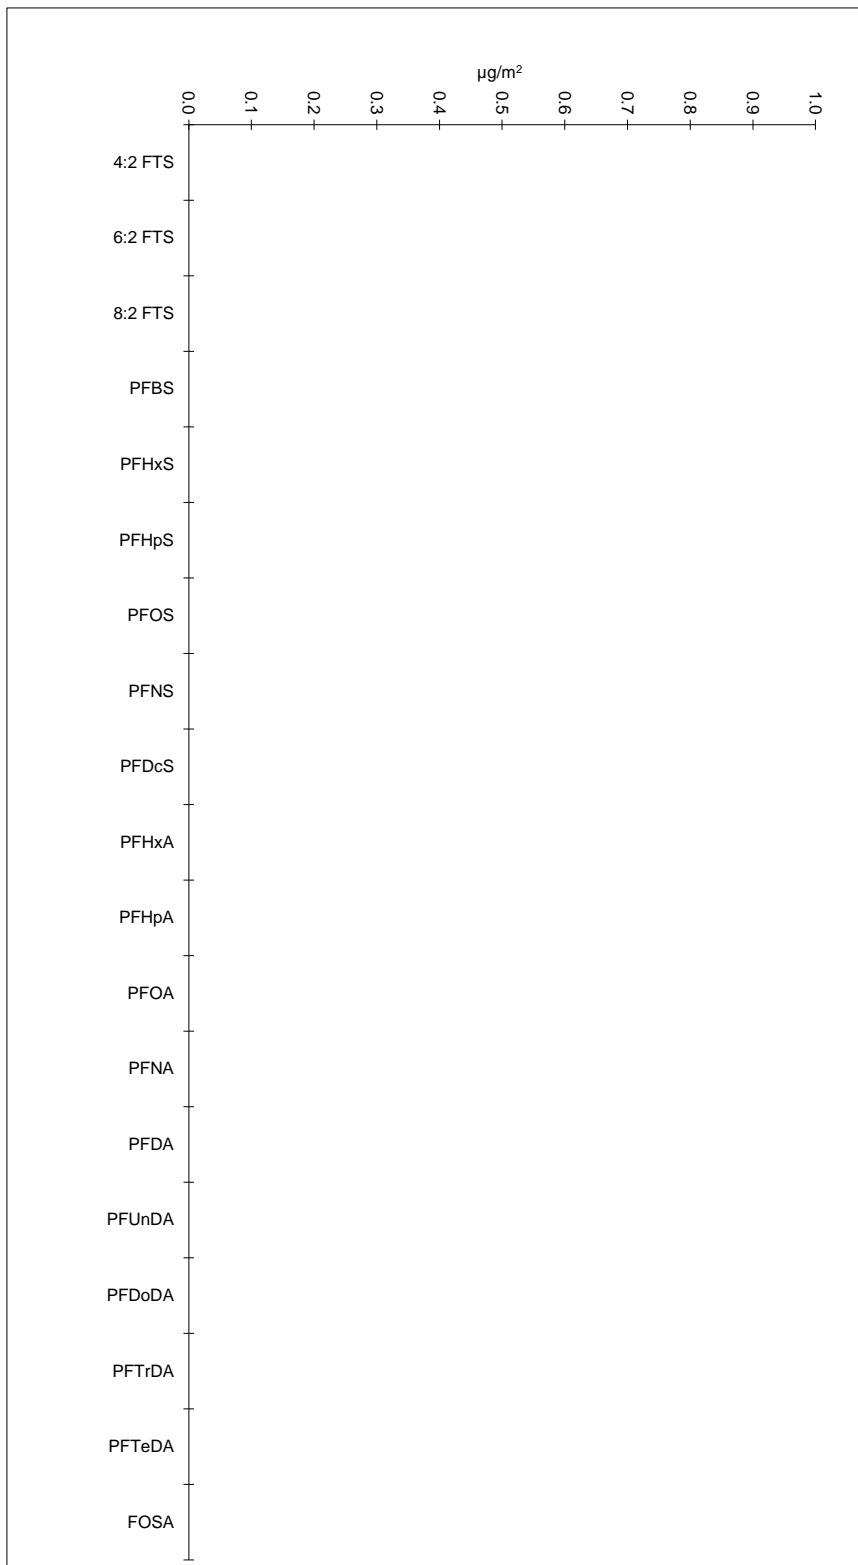 µg/m²
0.0
0.1
0.2
0.3
0.4
0.5
0.6
0.7
0.8
0.9
1.0
4:2 FTS
6:2 FTS
8:2 FTS
PFBS
PFHxS
PFHpS
PFOS
PFNS
PFDcS
PFHxA
PFHpA
PFOA
PFNA
PFDA
PFUnDA
PFDoDA
PFTrDA
PFTeDA
FOSA